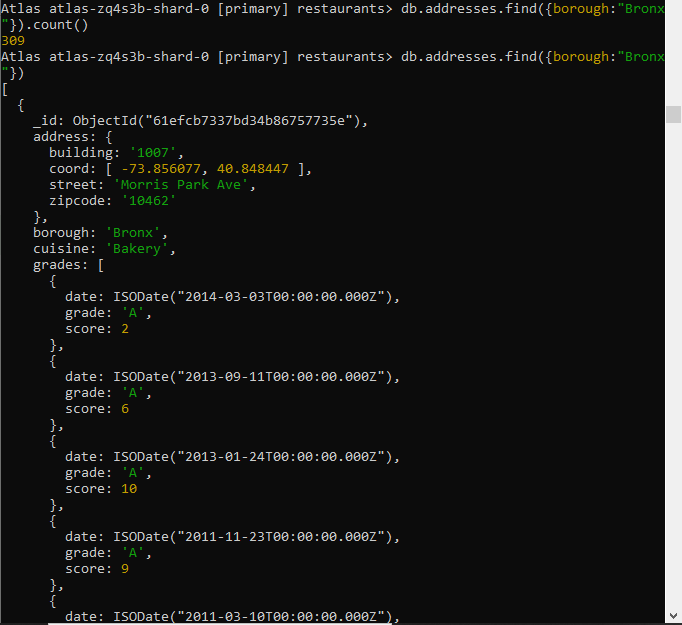 Atlas atlas-zq4s3b-shard-0 [primary] restaurants> db.addresses.find({borough:"Bronx
"}).count()
309
Atlas atlas-zq4s3b-shard-0 [primary] restaurants> db.addresses.find({borough:"Bronx
"})
[
  {
    _id: ObjectId("61efcb7337bd34b86757735e"),
    address: {
      building: '1007',
      coord: [ -73.856077, 40.848447 ],
      street: 'Morris Park Ave',
      zipcode: '10462'
    },
    borough: 'Bronx',
    cuisine: 'Bakery',
    grades: [
      {
        date: ISODate("2014-03-03T00:00:00.000Z"),
        grade: 'A',
        score: 2
      },
      {
        date: ISODate("2013-09-11T00:00:00.000Z"),
        grade: 'A',
        score: 6
      },
      {
        date: ISODate("2013-01-24T00:00:00.000Z"),
        grade: 'A',
        score: 10
      },
      {
        date: ISODate("2011-11-23T00:00:00.000Z"),
        grade: 'A',
        score: 9
      },
      {
        date: ISODate("2011-03-10T00:00:00.000Z"),